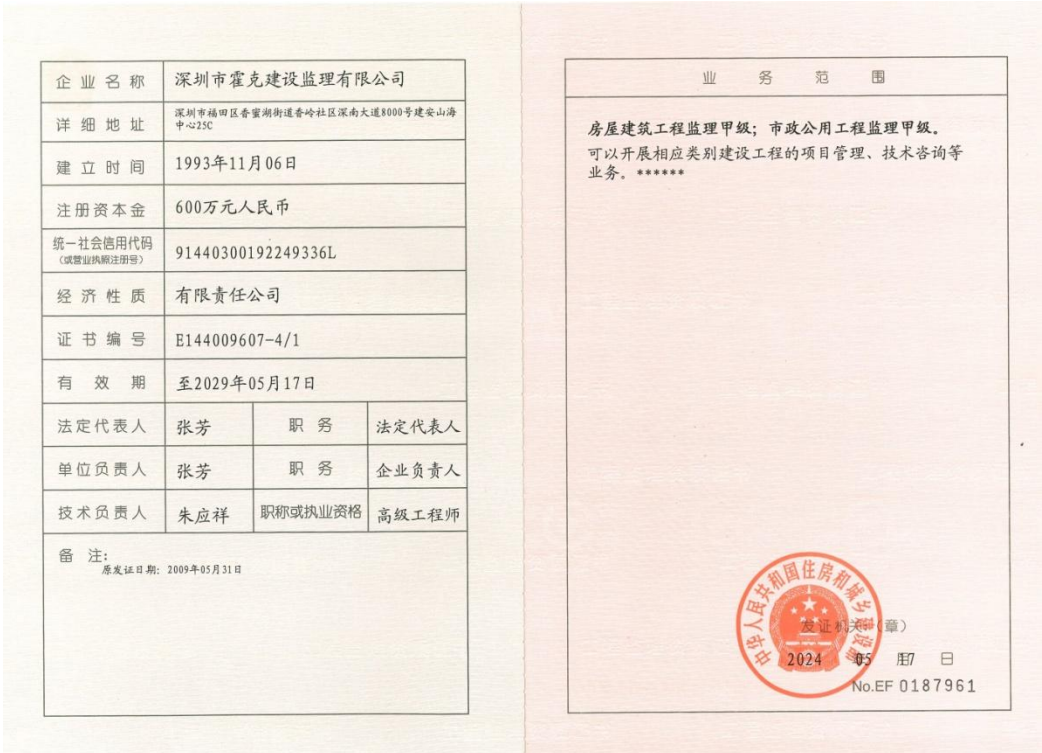 企业名称 深圳市霍克建设监理有限公司
详细地址 深圳市福田区香蜜湖街道香岭社区深南大道8000号建安山海
中心25C
建立时间 1993年11月06日
注册资本金 600万元人民币
统一社会信用代码
(或营业执照注册号) 91440300192249336L
经济性质 有限责任公司
证书编号 E144009607-4/1
有效期 至2029年05月17日
法定代表人 张芳 职务 法定代表人
单位负责人 张芳 职务 企业负责人
技术负责人 朱应祥 职称或执业资格 高级工程师
备注:
原发证日期: 2009年05月31日
业务范围
房屋建筑工程监理甲级; 市政公用工程监理甲级。
可以开展相应类别建设工程的项目管理、技术咨询等
业务。******
中华人民共和国住房和城乡建设部
发证机关(章)
2024年05月17日
No.EF 0187961